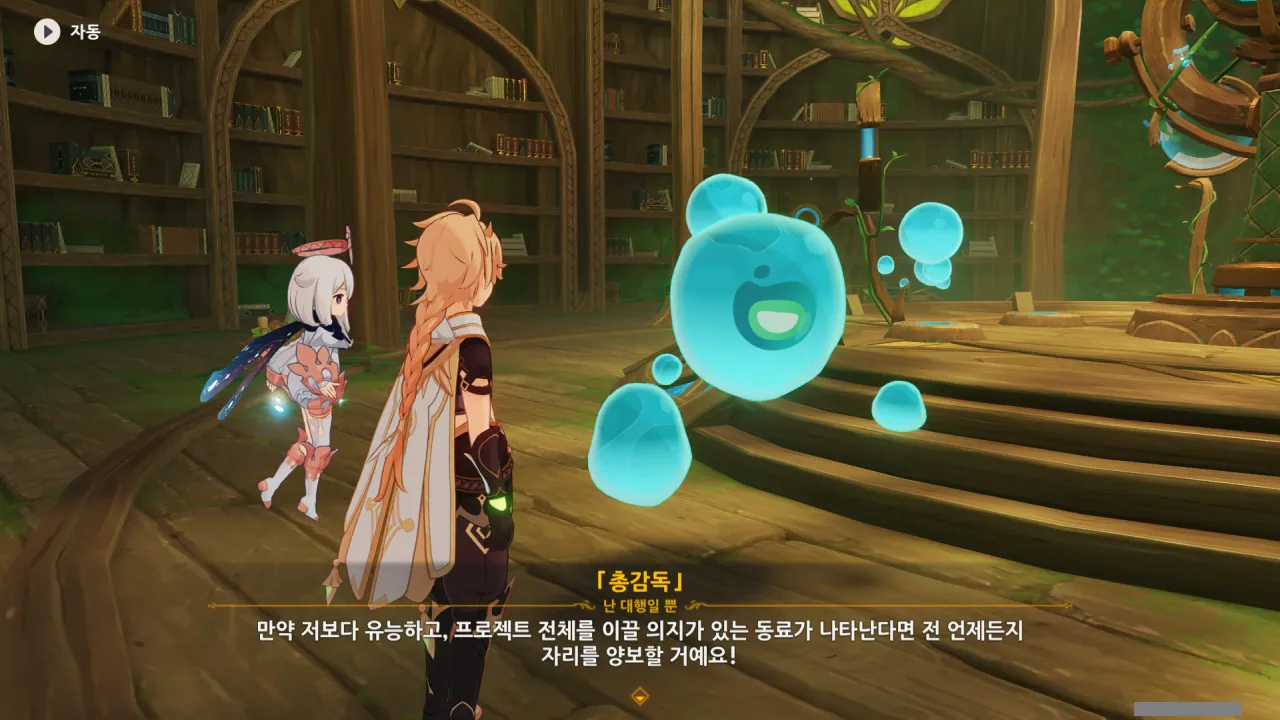 자동
「총감독」
난 대행일 뿐
만약 저보다 유능하고, 프로젝트 전체를 이끌 의지가 있는 동료가 나타난다면 전 언제든지
자리를 양보할 거예요!